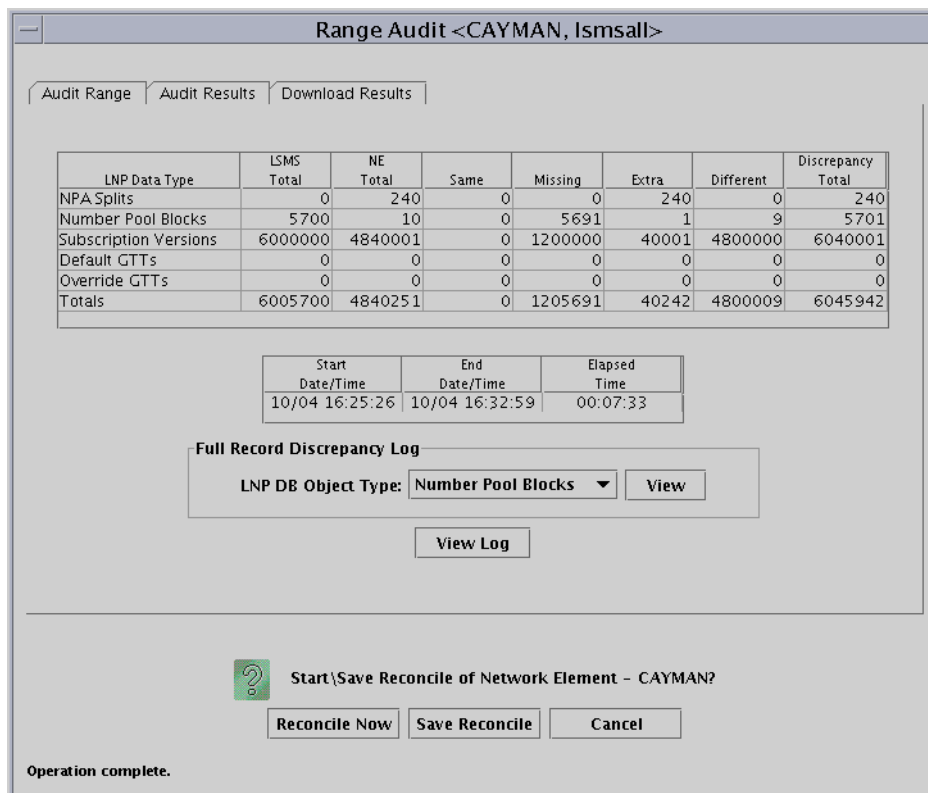 Range Audit <CAYMAN, lsmsall>
Audit Range Audit Results Download Results
LNP Data Type LSMS Total NE Total Same Missing Extra Different Discrepancy Total
NPA Splits 0 240 0 0 240 0 240
Number Pool Blocks 5700 10 0 5691 1 9 5701
Subscription Versions 6000000 4840001 0 1200000 40001 4800000 6040001
Default GTTs 0 0 0 0 0 0 0
Override GTTs 0 0 0 0 0 0 0
Totals 6005700 4840251 0 1205691 40242 4800009 6045942
Start Date/Time End Date/Time Elapsed Time
10/04 16:25:26 10/04 16:32:59 00:07:33
Full Record Discrepancy Log
LNP DB Object Type: Number Pool Blocks View
View Log
Start\Save Reconcile of Network Element - CAYMAN?
Reconcile Now Save Reconcile Cancel
Operation complete.